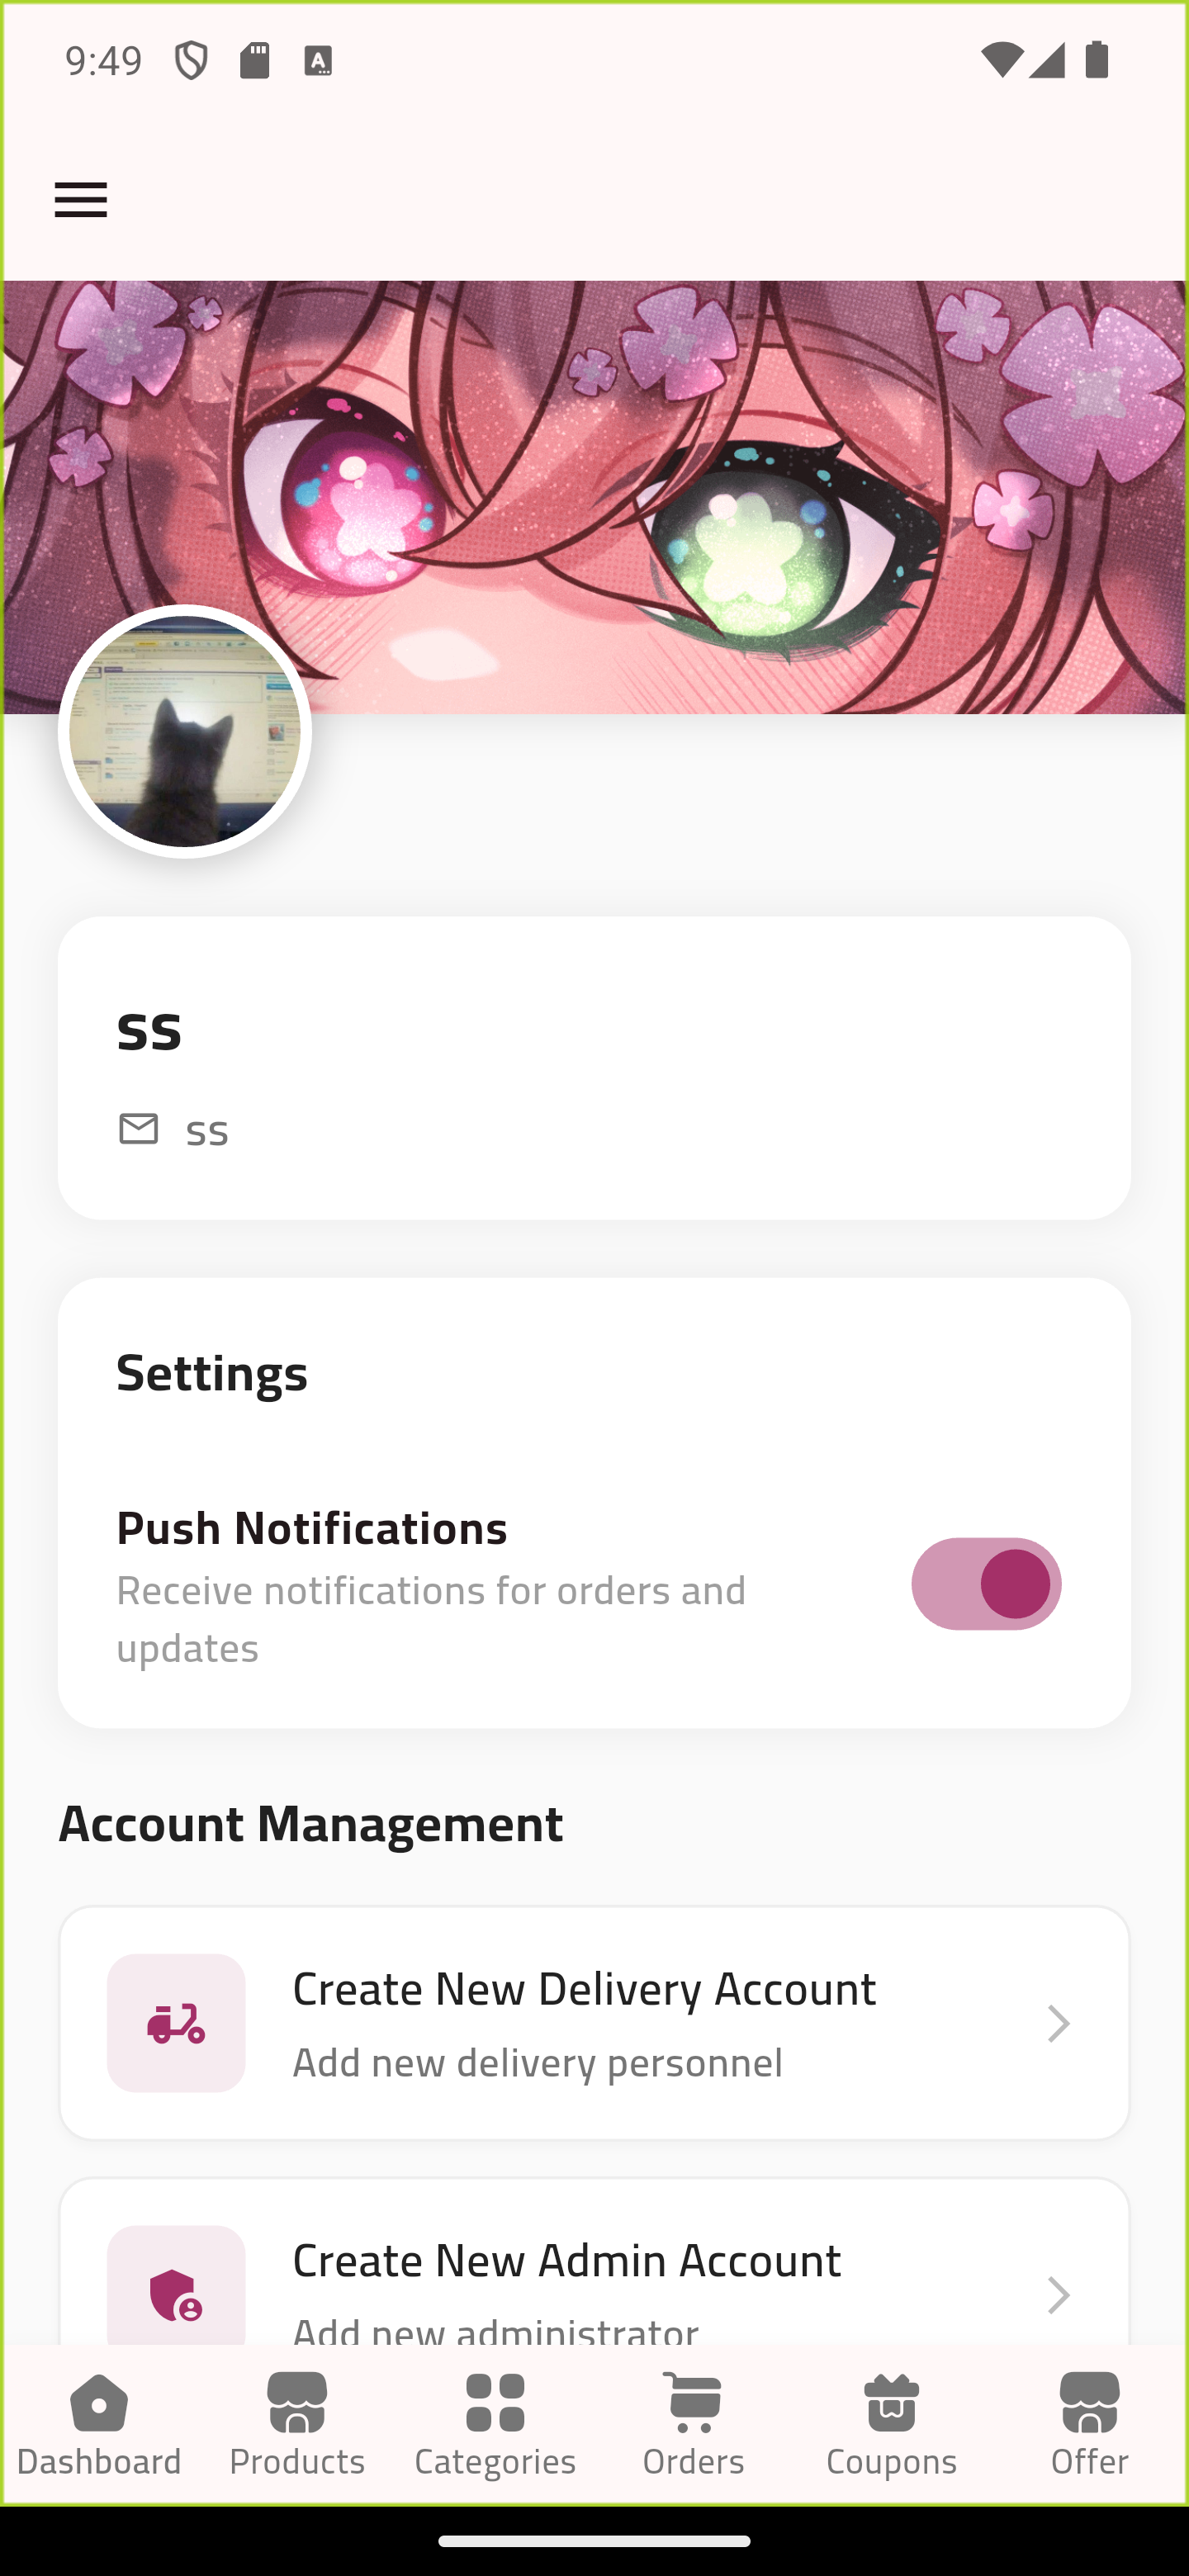 9:49
ss
ss
Settings
Push Notifications
Receive notifications for orders and
updates
Account Management
Create New Delivery Account
Add new delivery personnel
Create New Admin Account
Add new administrator
Dashboard Products Categories Orders Coupons Offer